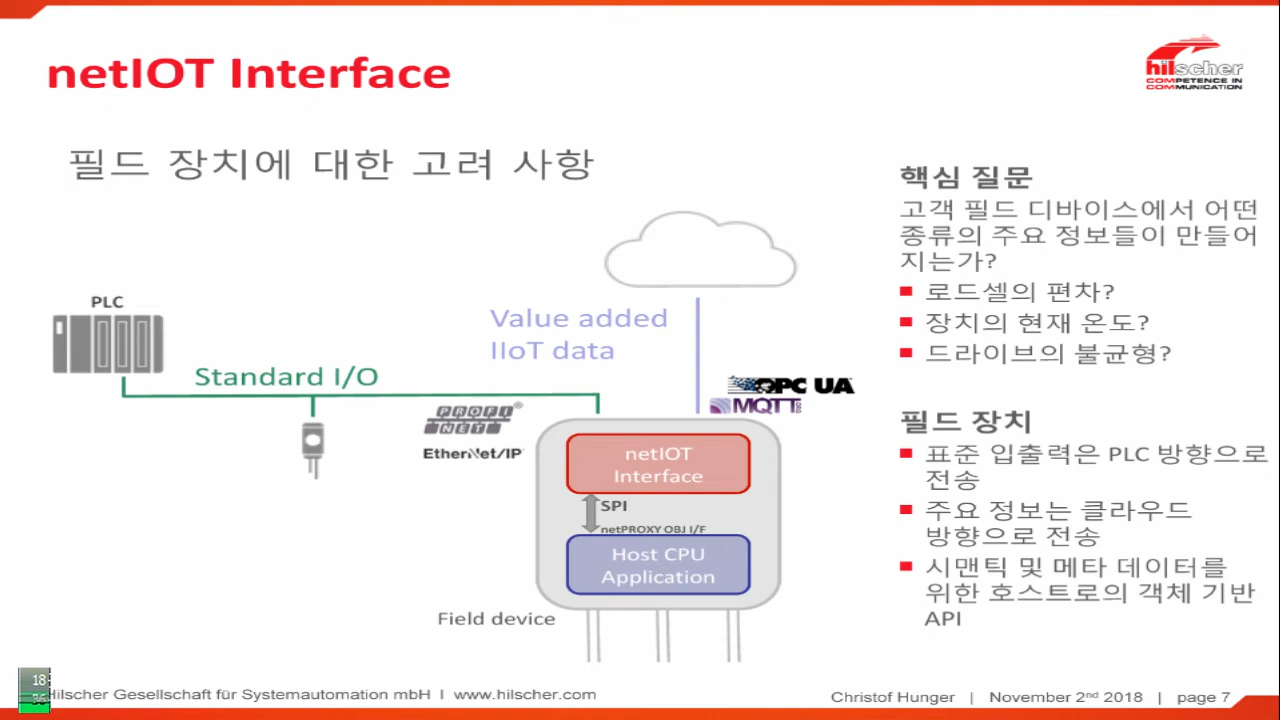 netIOT Interface
hilscher
COMPETENCE IN
COMMUNICATION
필드 장치에 대한 고려 사항
PLC
Standard I/O
Value added
IIoT data
PROFI
NET
EtherNet/IP
OPC UA
MQTT
netIOT
Interface
SPI
netPROXY OBJ I/F
Host CPU
Application
Field device
핵심 질문
고객 필드 디바이스에서 어떤
종류의 주요 정보들이 만들어
지는가?
로드셀의 편차?
장치의 현재 온도?
드라이브의 불균형?
필드 장치
표준 입출력은 PLC 방향으로
전송
주요 정보는 클라우드
방향으로 전송
시맨틱 및 메타 데이터를
위한 호스트로의 객체 기반
API
18
Hilscher Gesellschaft für Systemautomation mbH I www.hilscher.com
Christof Hunger | November 2nd 2018 | page 7